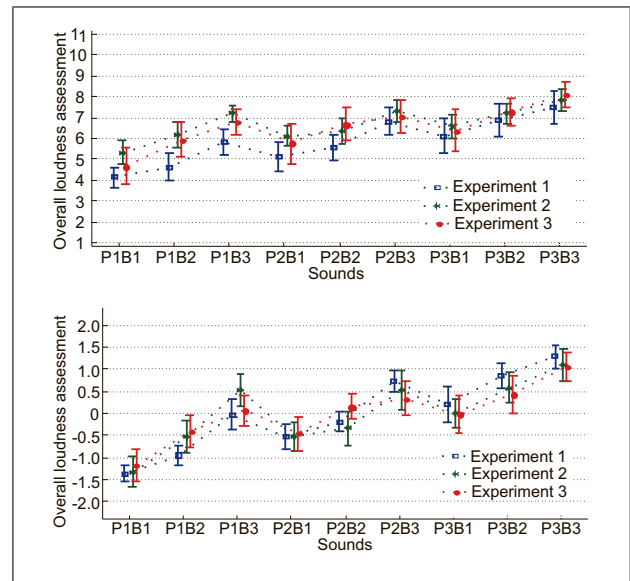 Overall loudness assessment
11
10
9
8
7
6
5
4
3
2
1
Experiment 1
Experiment 2
Experiment 3
P1B1 P1B2 P1B3 P2B1 P2B2 P2B3 P3B1 P3B2 P3B3
Sounds
Overall loudness assessment
2.0
1.5
1.0
0.5
0
-0.5
-1.0
-1.5
-2.0
Experiment 1
Experiment 2
Experiment 3
P1B1 P1B2 P1B3 P2B1 P2B2 P2B3 P3B1 P3B2 P3B3
Sounds